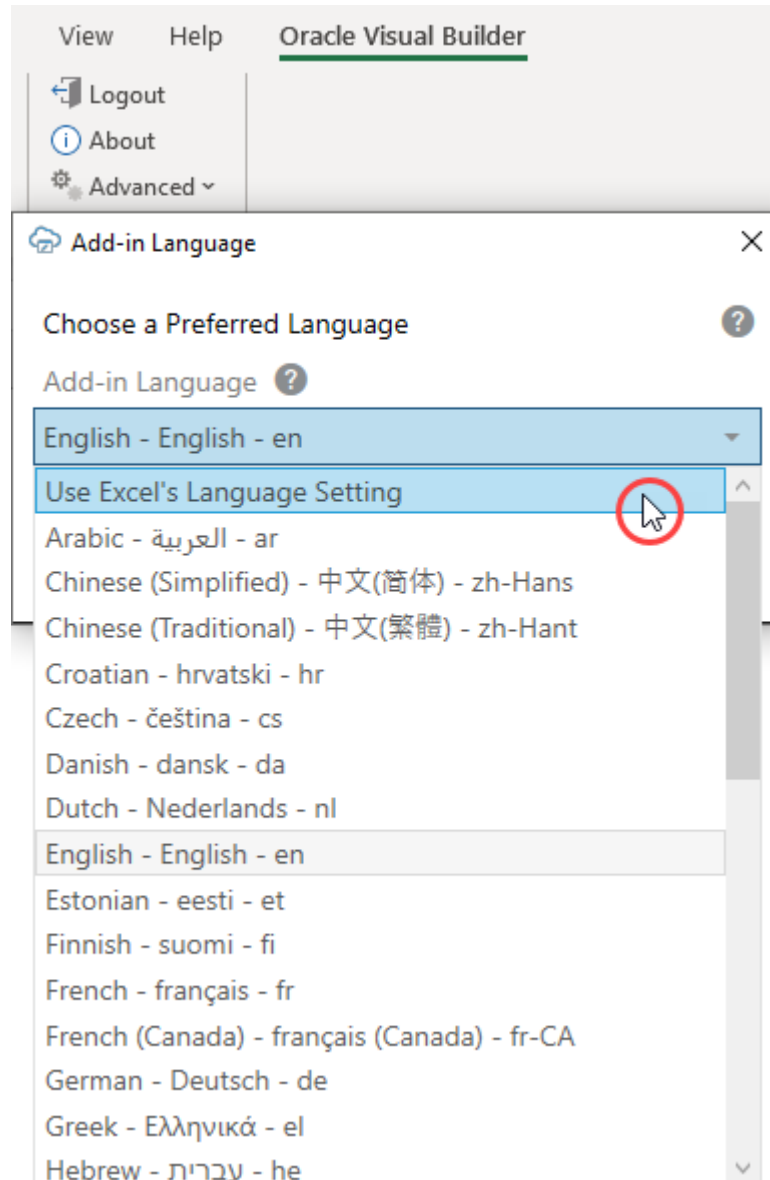 View Help Oracle Visual Builder
Logout
About
Advanced
Add-in Language
Choose a Preferred Language
Add-in Language
English - English - en
Use Excel's Language Setting
Arabic - العربية - ar
Chinese (Simplified) - 中文(简体) - zh-Hans
Chinese (Traditional) - 中文(繁體) - zh-Hant
Croatian - hrvatski - hr
Czech - čeština - cs
Danish - dansk - da
Dutch - Nederlands - nl
English - English - en
Estonian - eesti - et
Finnish - suomi - fi
French - français - fr
French (Canada) - français (Canada) - fr-CA
German - Deutsch - de
Greek - Ελληνικά - el
Hebrew - עברית - he